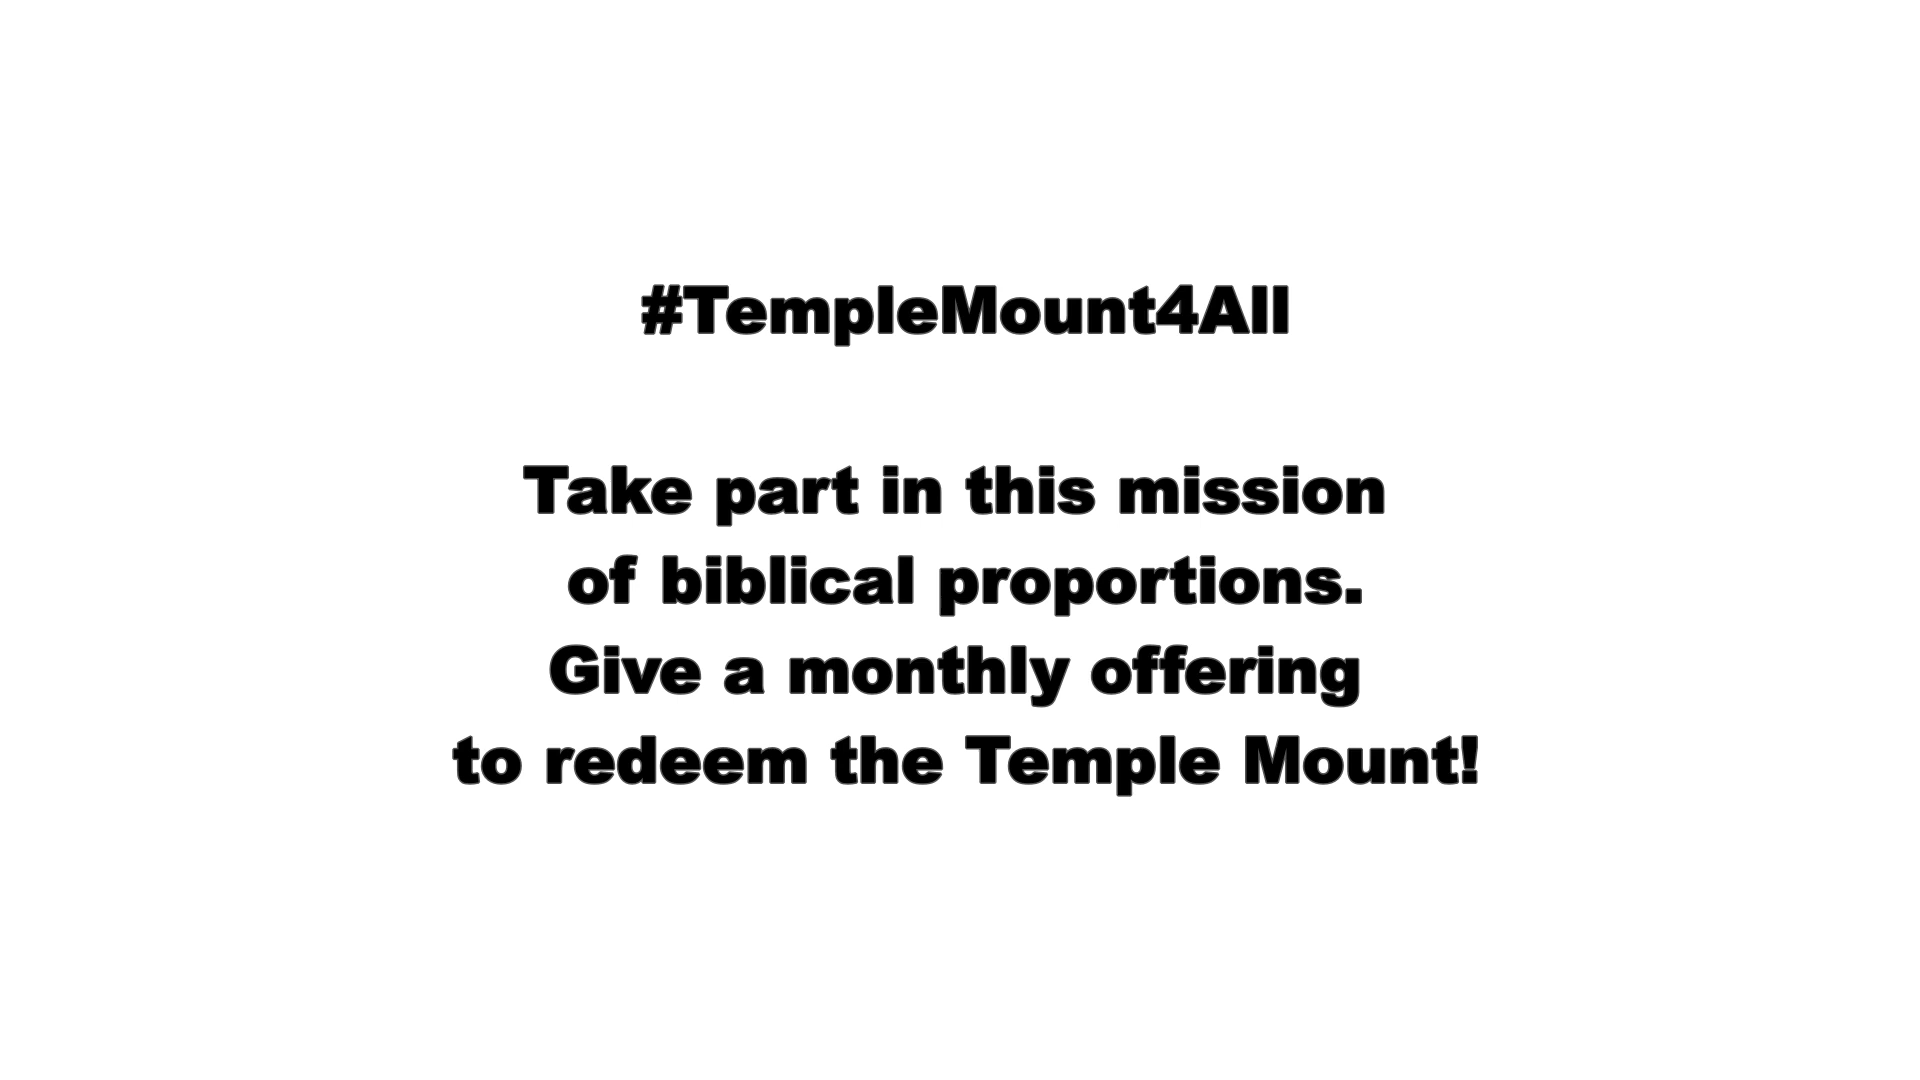 #TempleMount4All
Take part in this mission
of biblical proportions.
Give a monthly offering
to redeem the Temple Mount!